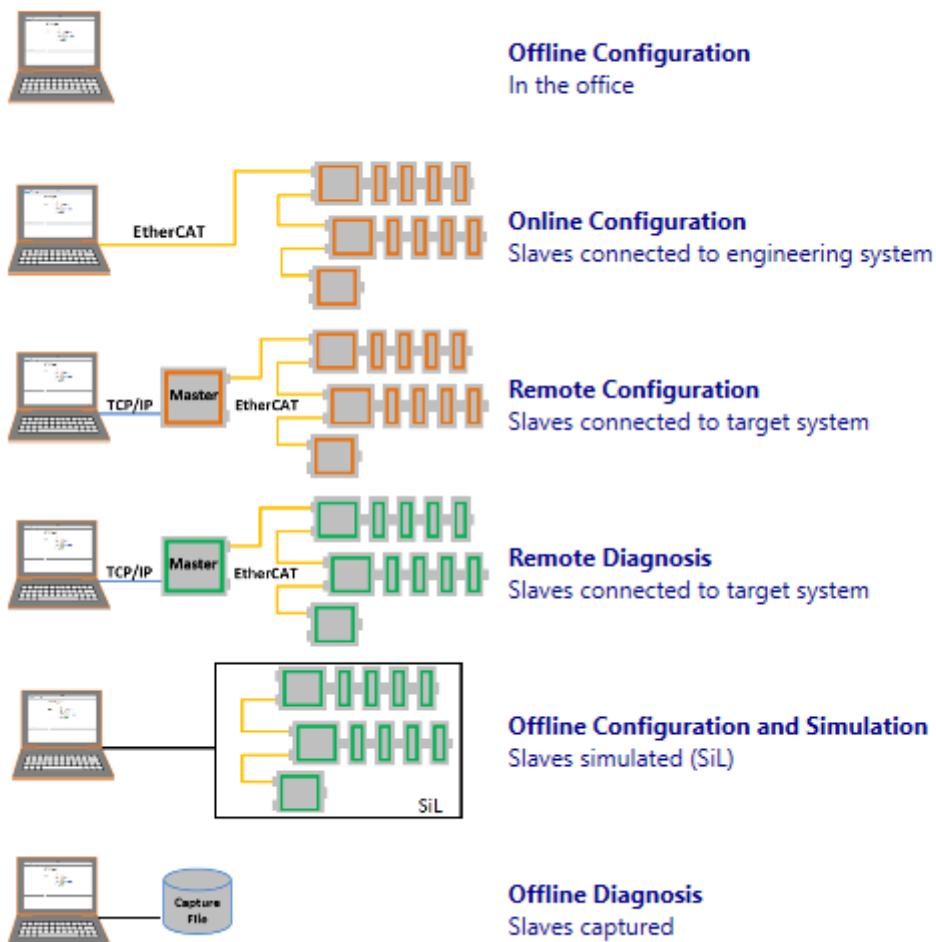 Offline Configuration
In the office
EtherCAT
Online Configuration
Slaves connected to engineering system
TCP/IP
Master
EtherCAT
Remote Configuration
Slaves connected to target system
TCP/IP
Master
EtherCAT
Remote Diagnosis
Slaves connected to target system
SiL
Offline Configuration and Simulation
Slaves simulated (SiL)
Capture
File
Offline Diagnosis
Slaves captured